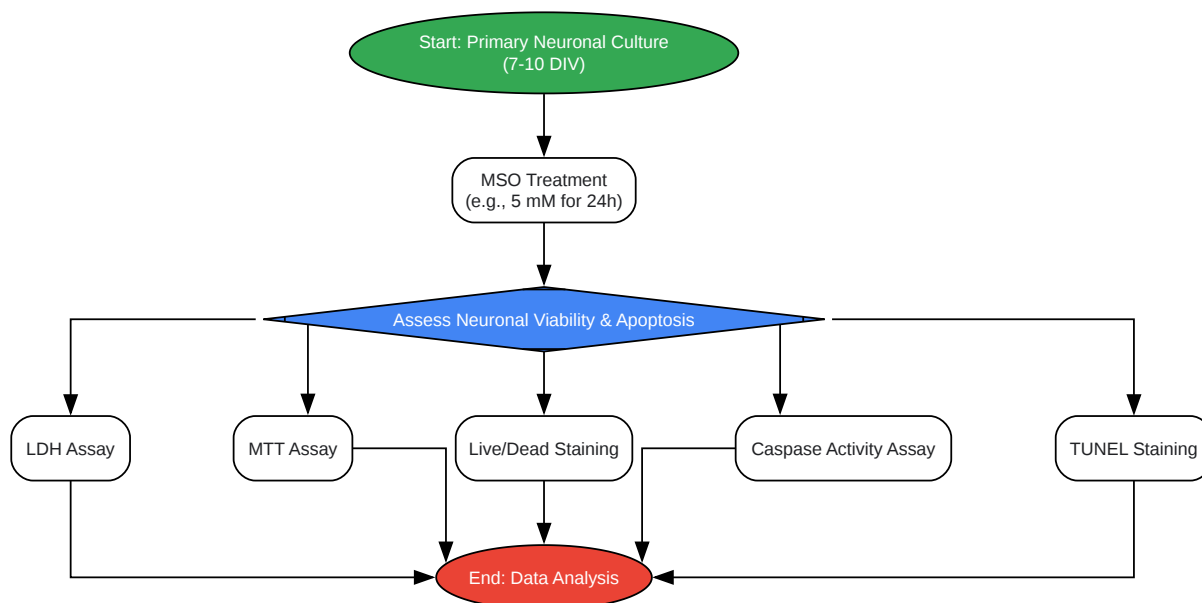 Start: Primary Neuronal Culture
(7-10 DIV)
MSO Treatment
(e.g., 5 mM for 24h)
Assess Neuronal Viability & Apoptosis
LDH Assay
MTT Assay
Live/Dead Staining
Caspase Activity Assay
TUNEL Staining
End: Data Analysis